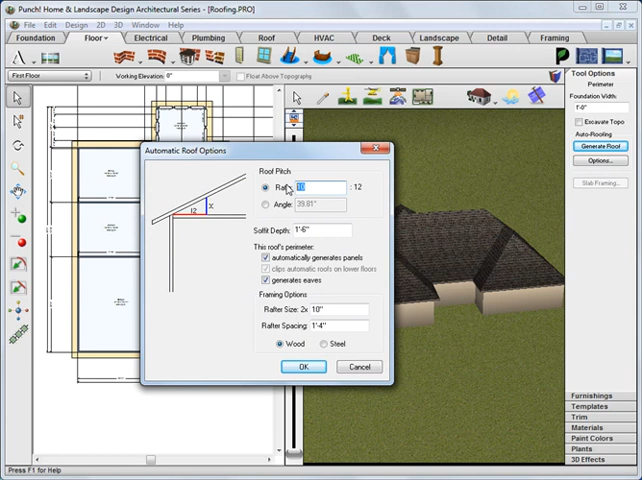 Punch! Home & Landscape Design Architectural Series - [Roofing.PRO]
File Edit Design 2D 3D Window Help
Foundation Floor Electrical Plumbing Roof HVAC Deck Landscape Detail Framing
First Floor Working Elevation: 0" Float Above Topography
Tool Options
Perimeter
Foundation Width:
1'-0"
Excavate Topo
Auto-Roofing
Generate Roof
Options...
Slab Framing...
Automatic Roof Options
Roof Pitch
Ratio: 10 : 12
Angle: 39.81°
X
12
Soffit Depth: 1'-6"
This roof's perimeter:
automatically generates panels
clips automatic roofs on lower floors
generates eaves
Framing Options
Rafter Size: 2x 10"
Rafter Spacing: 1'-4"
Wood Steel
OK Cancel
Furnishings
Templates
Trim
Materials
Paint Colors
Plants
3D Effects
Press F1 for Help